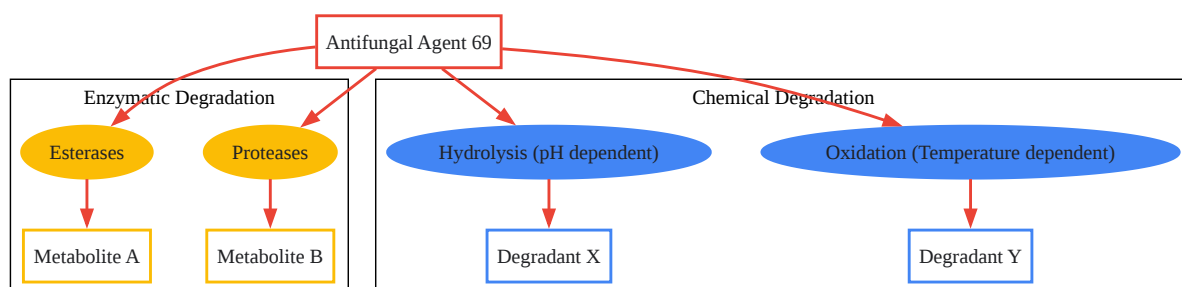 Antifungal Agent 69
Enzymatic Degradation
Chemical Degradation
Esterases
Proteases
Hydrolysis (pH dependent)
Oxidation (Temperature dependent)
Metabolite A
Metabolite B
Degradant X
Degradant Y